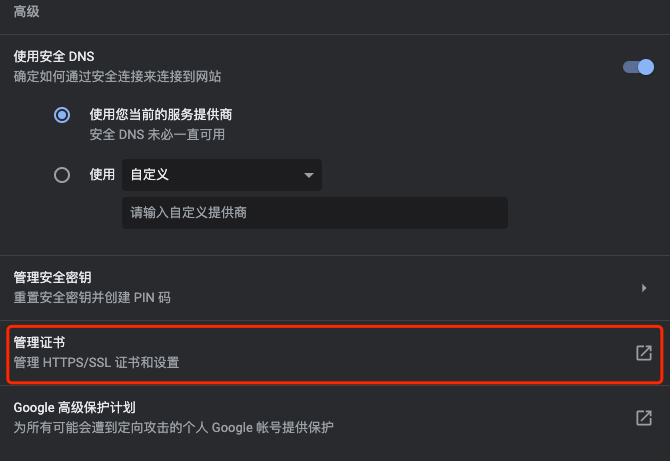 高级
使用安全 DNS
确定如何通过安全连接来连接到网站
使用您当前的服务提供商
安全 DNS 未必一直可用
使用 自定义
请输入自定义提供商
管理安全密钥
重置安全密钥并创建 PIN 码
管理证书
管理 HTTPS/SSL 证书和设置
Google 高级保护计划
为所有可能会遭到定向攻击的个人 Google 帐号提供保护